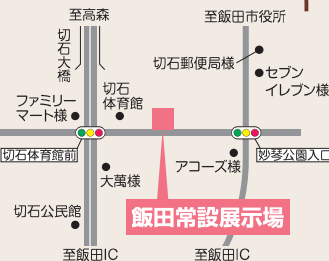 至高森
至飯田市役所
切石大橋
切石郵便局様
セブン
イレブン様
切石
体育館
ファミリー
マート様
切石体育館前
妙琴公園入口
アコーズ様
大萬様
飯田常設展示場
切石公民館
至飯田IC
至飯田IC